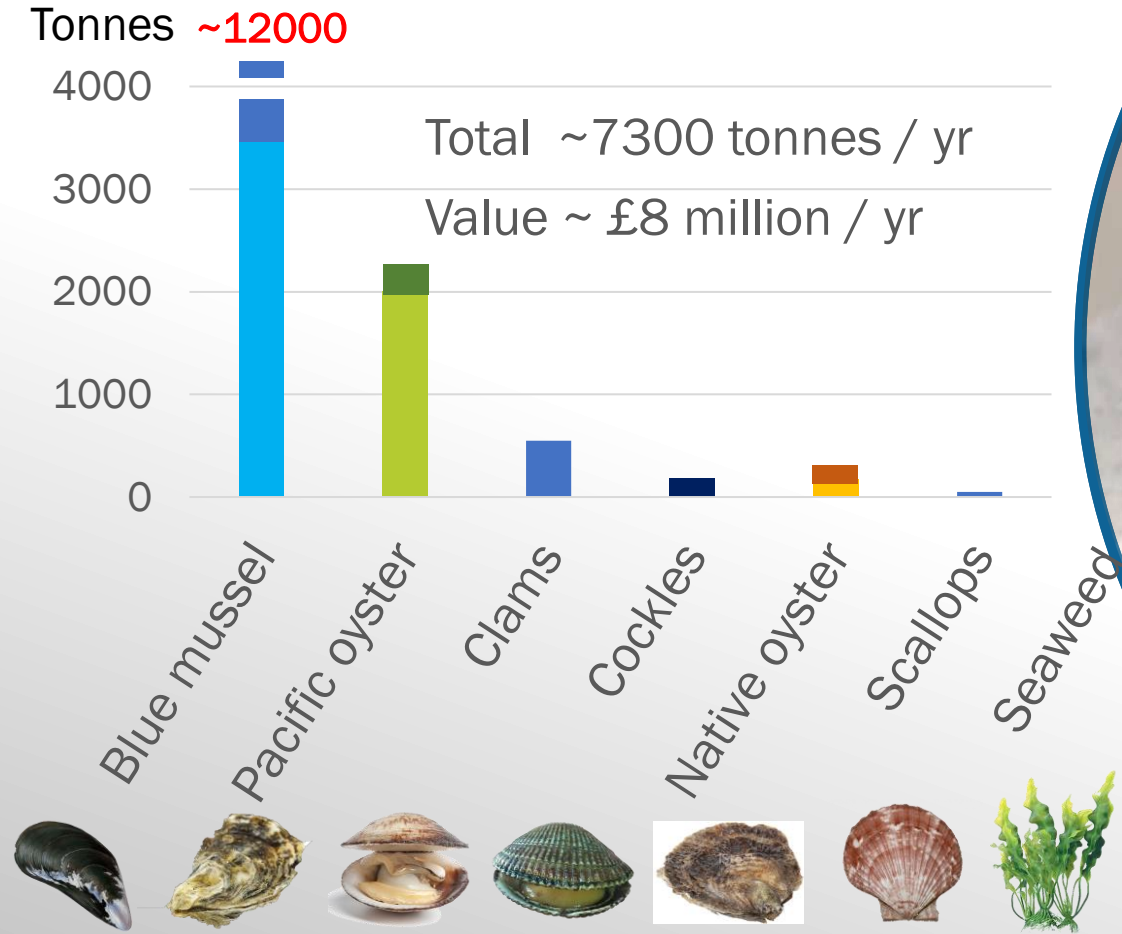 Tonnes ~12000
4000
Total ~7300 tonnes / yr
3000
Value ~ £8 million / yr
2000
1000
0
Blue mussel
Pacific oyster
Clams
Cockles
Native oyster
Scallops
Seaweed